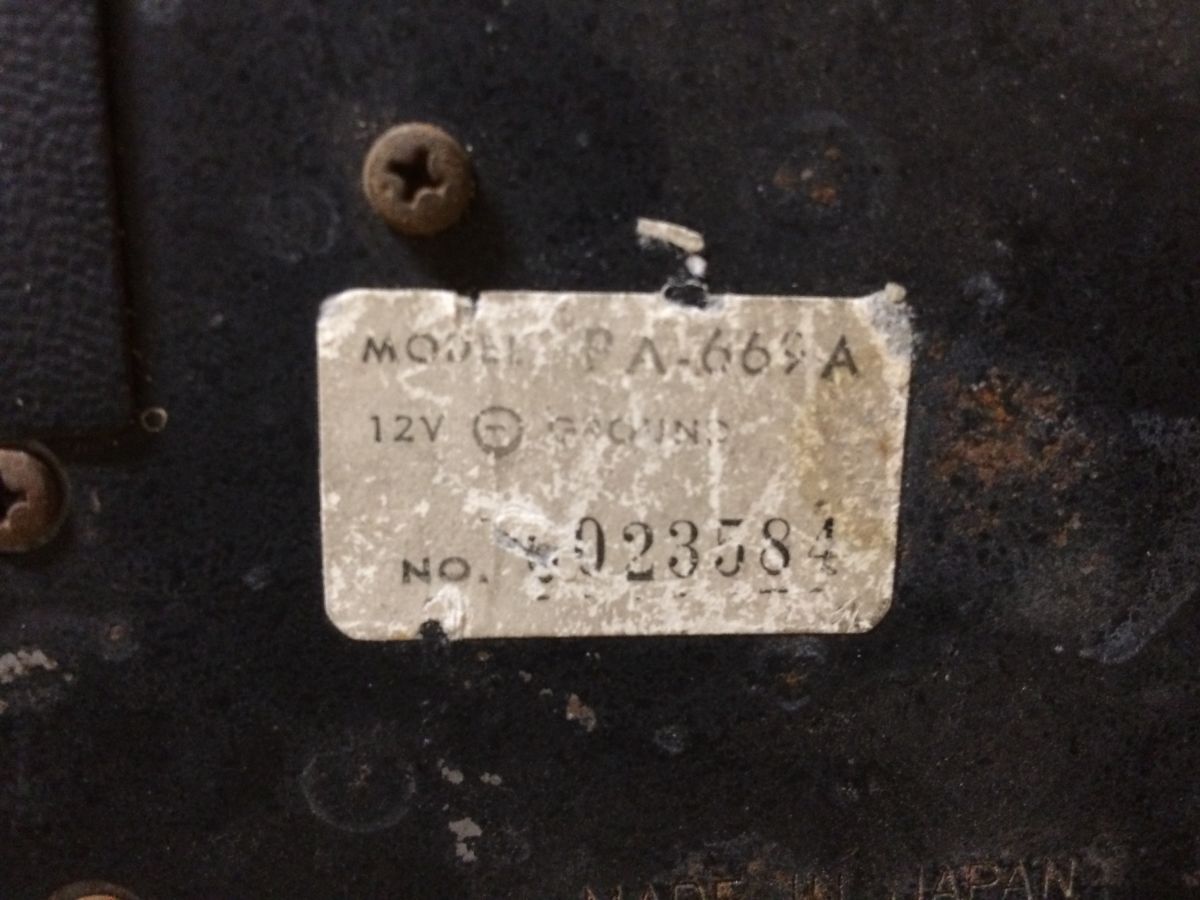 MODEL PA-669A
12V ⊖ GROUND
NO. 023584
MADE IN JAPAN